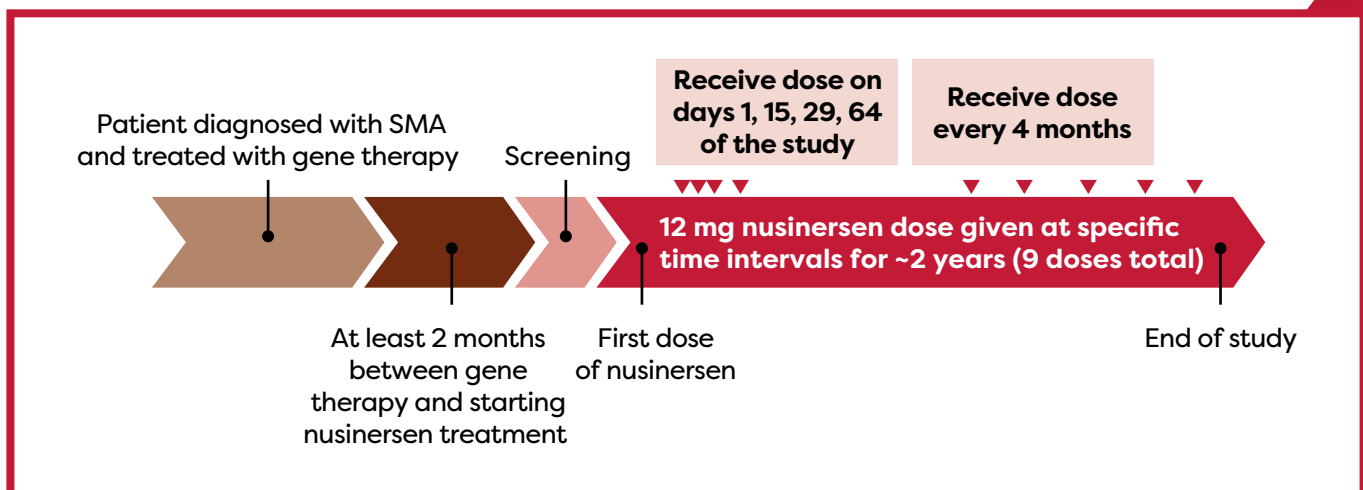 Patient diagnosed with SMA
and treated with gene therapy
Screening
Receive dose on
days 1, 15, 29, 64
of the study
Receive dose
every 4 months
12 mg nusinersen dose given at specific
time intervals for ~2 years (9 doses total)
At least 2 months
between gene
therapy and starting
nusinersen treatment
First dose
of nusinersen
End of study